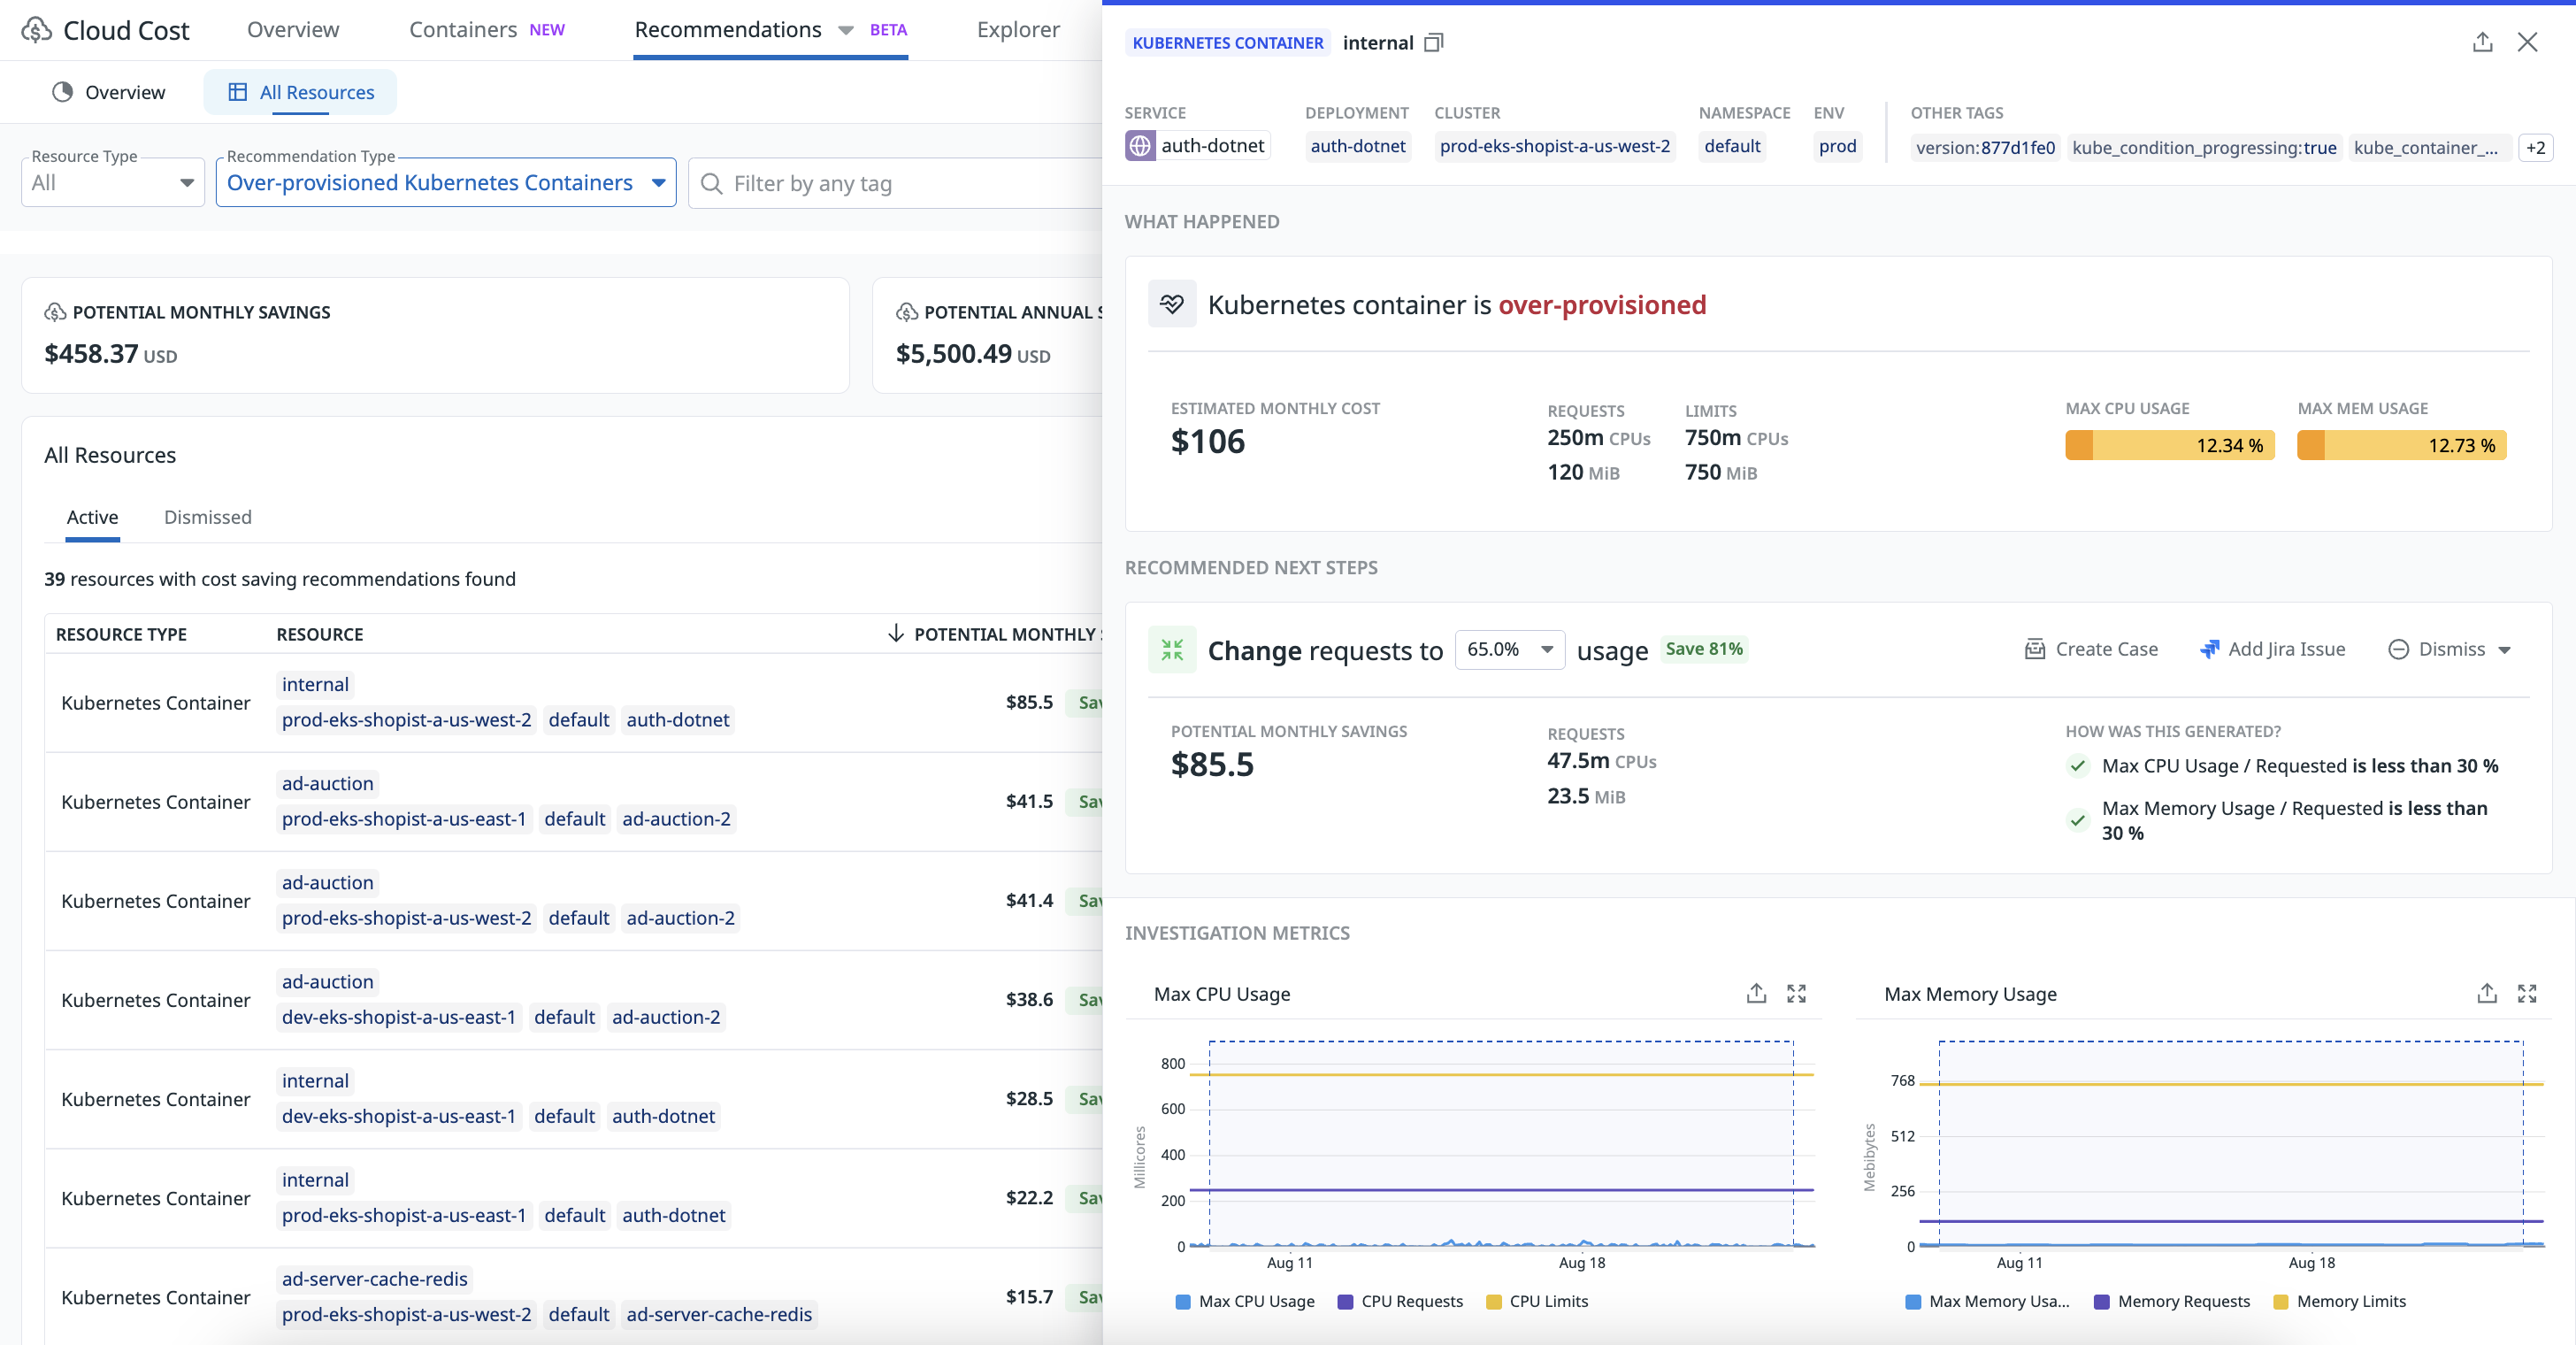 Cloud Cost
Overview
Containers NEW
Recommendations BETA
Explorer
Overview
All Resources
Resource Type
All
Recommendation Type
Over-provisioned Kubernetes Containers
Filter by any tag
POTENTIAL MONTHLY SAVINGS
$458.37 USD
POTENTIAL ANNUAL S
$5,500.49 USD
All Resources
Active
Dismissed
39 resources with cost saving recommendations found
RESOURCE TYPE
RESOURCE
POTENTIAL MONTHLY
Kubernetes Container
internal
prod-eks-shopist-a-us-west-2 default auth-dotnet
$85.5 Sav
Kubernetes Container
ad-auction
prod-eks-shopist-a-us-east-1 default ad-auction-2
$41.5 Sav
Kubernetes Container
ad-auction
prod-eks-shopist-a-us-west-2 default ad-auction-2
$41.4 Sav
Kubernetes Container
ad-auction
dev-eks-shopist-a-us-east-1 default ad-auction-2
$38.6 Sav
Kubernetes Container
internal
dev-eks-shopist-a-us-east-1 default auth-dotnet
$28.5 Sav
Kubernetes Container
internal
prod-eks-shopist-a-us-east-1 default auth-dotnet
$22.2 Sav
Kubernetes Container
ad-server-cache-redis
prod-eks-shopist-a-us-west-2 default ad-server-cache-redis
$15.7 Sav
KUBERNETES CONTAINER internal
SERVICE
auth-dotnet
DEPLOYMENT
auth-dotnet
CLUSTER
prod-eks-shopist-a-us-west-2
NAMESPACE
default
ENV
prod
OTHER TAGS
version:877d1fe0 kube_condition_progressing:true kube_container_... +2
WHAT HAPPENED
Kubernetes container is over-provisioned
ESTIMATED MONTHLY COST
$106
REQUESTS
250m CPUs
120 MiB
LIMITS
750m CPUs
750 MiB
MAX CPU USAGE
12.34 %
MAX MEM USAGE
12.73 %
RECOMMENDED NEXT STEPS
Change requests to 65.0% usage Save 81%
Create Case
Add Jira Issue
Dismiss
POTENTIAL MONTHLY SAVINGS
$85.5
REQUESTS
47.5m CPUs
23.5 MiB
HOW WAS THIS GENERATED?
Max CPU Usage / Requested is less than 30 %
Max Memory Usage / Requested is less than
30 %
INVESTIGATION METRICS
Max CPU Usage
Millicores
800
600
400
200
0
Aug 11
Aug 18
Max CPU Usage
CPU Requests
CPU Limits
Max Memory Usage
Mebibytes
768
512
256
0
Aug 11
Aug 18
Max Memory Usa...
Memory Requests
Memory Limits